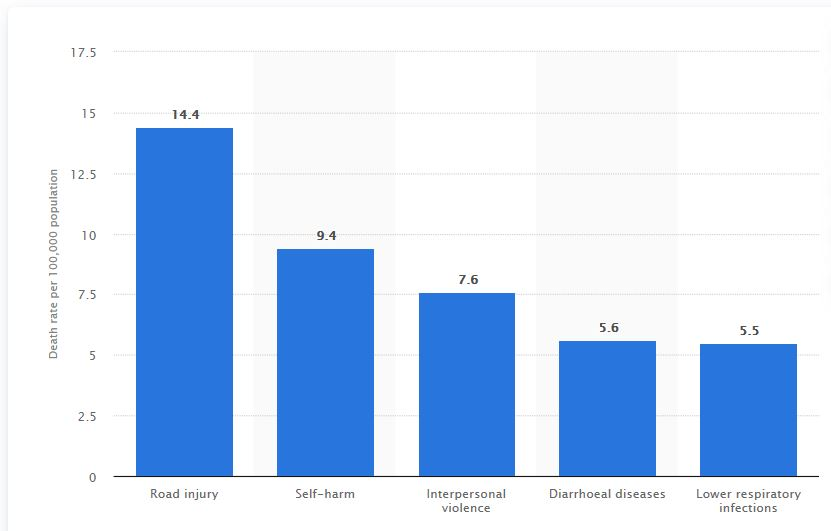 17.5
15
12.5
10
7.5
5
2.5
0
Death rate per 100,000 population
14.4
9.4
7.6
5.6
5.5
Road injury
Self-harm
Interpersonal
violence
Diarrhoeal diseases
Lower respiratory
infections